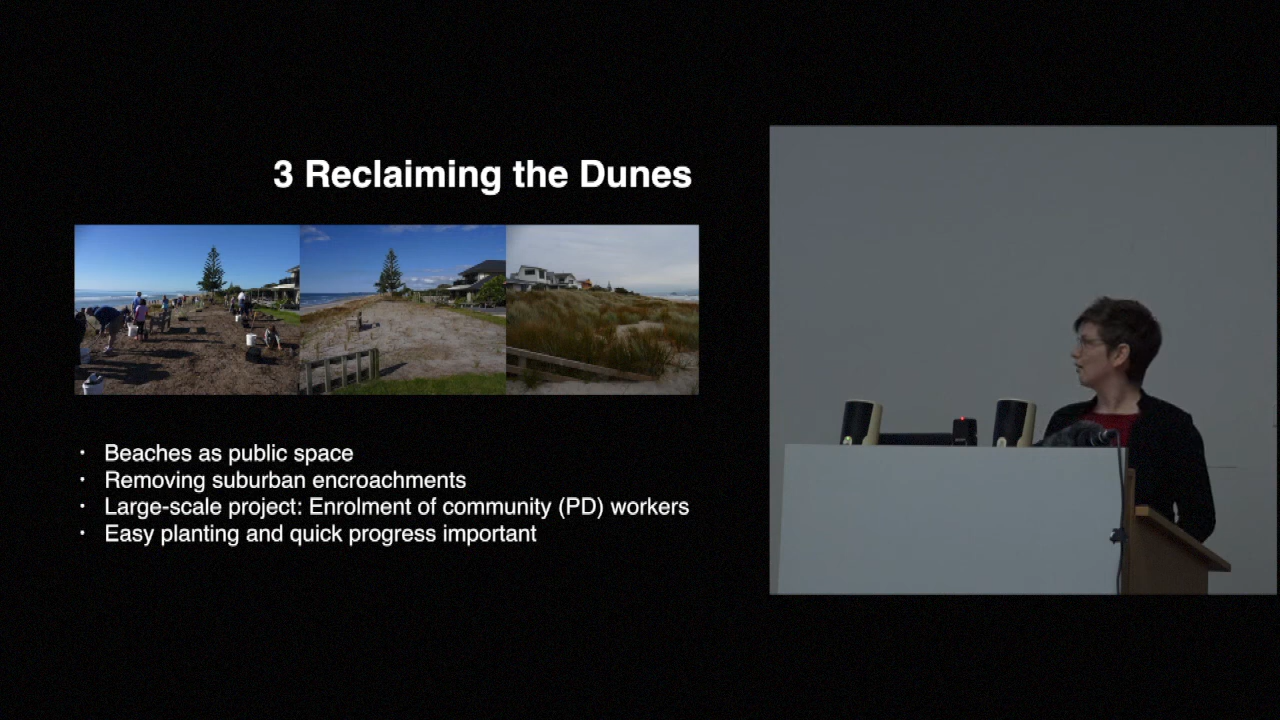 3 Reclaiming the Dunes
• Beaches as public space
• Removing suburban encroachments
• Large-scale project: Enrolment of community (PD) workers
• Easy planting and quick progress important